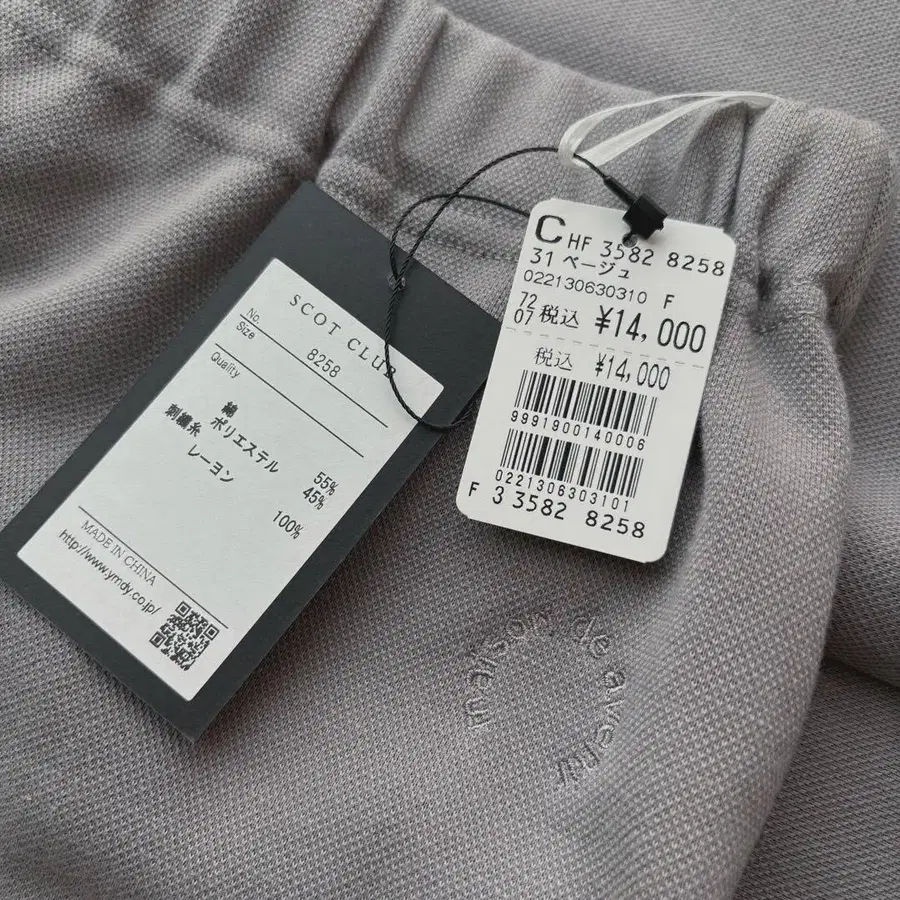 SCOT CLUB
No. 8258
Size
Quality
綿 55%
ポリエステル 45%
刺繍糸
レーヨン 100%
MADE IN CHINA
http://www.ymdy.co.jp/
C HF 3582 8258
31 ベージュ
022130630310 F
72
07 税込 ¥14,000
税込 ¥14,000
9991900140006
0221306303101
F 3 3582 8258
de avenir